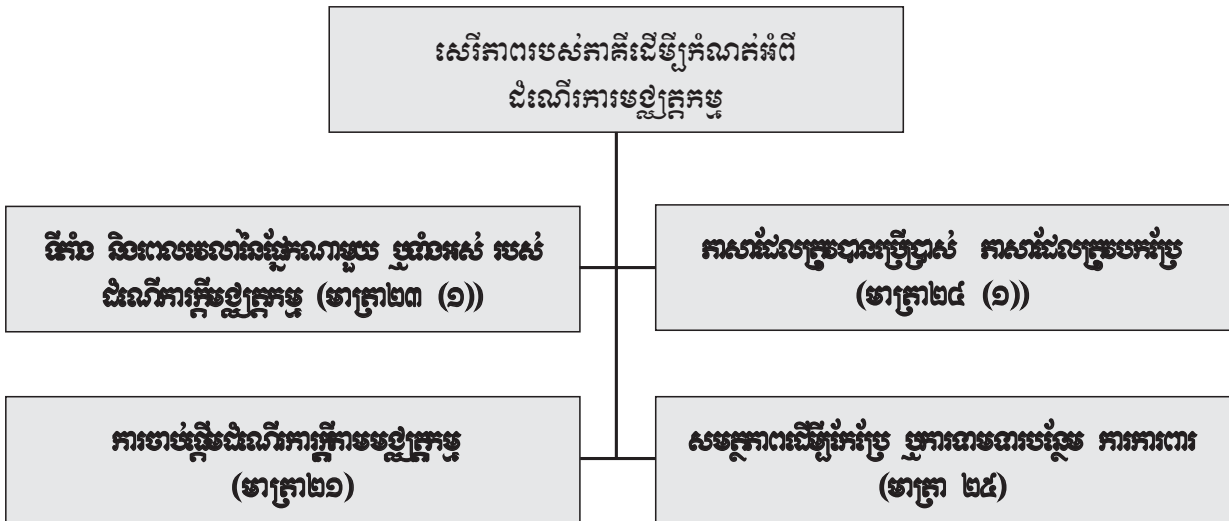 សេរីភាពរបស់ភាគីដើម្បីកំណត់អំពី
ដំណើរការមជ្ឈត្តកម្ម
ទីតាំង និងពេលវេលានៃផ្នែកណាមួយ ឬទាំងអស់ របស់
ដំណើការក្តីមជ្ឈត្តកម្ម (មាត្រា២៣ (១))
ភាសាដែលត្រូវបានប្រើប្រាស់ ភាសាដែលត្រូវបកប្រែ
(មាត្រា២៤ (១))
ការចាប់ផ្តើមដំណើរការក្តីតាមមជ្ឈត្តកម្ម
(មាត្រា២១)
សមត្ថភាពដើម្បីកែប្រែ ឬការទាមទារបន្ថែម ការការពារ
(មាត្រា ២៥)